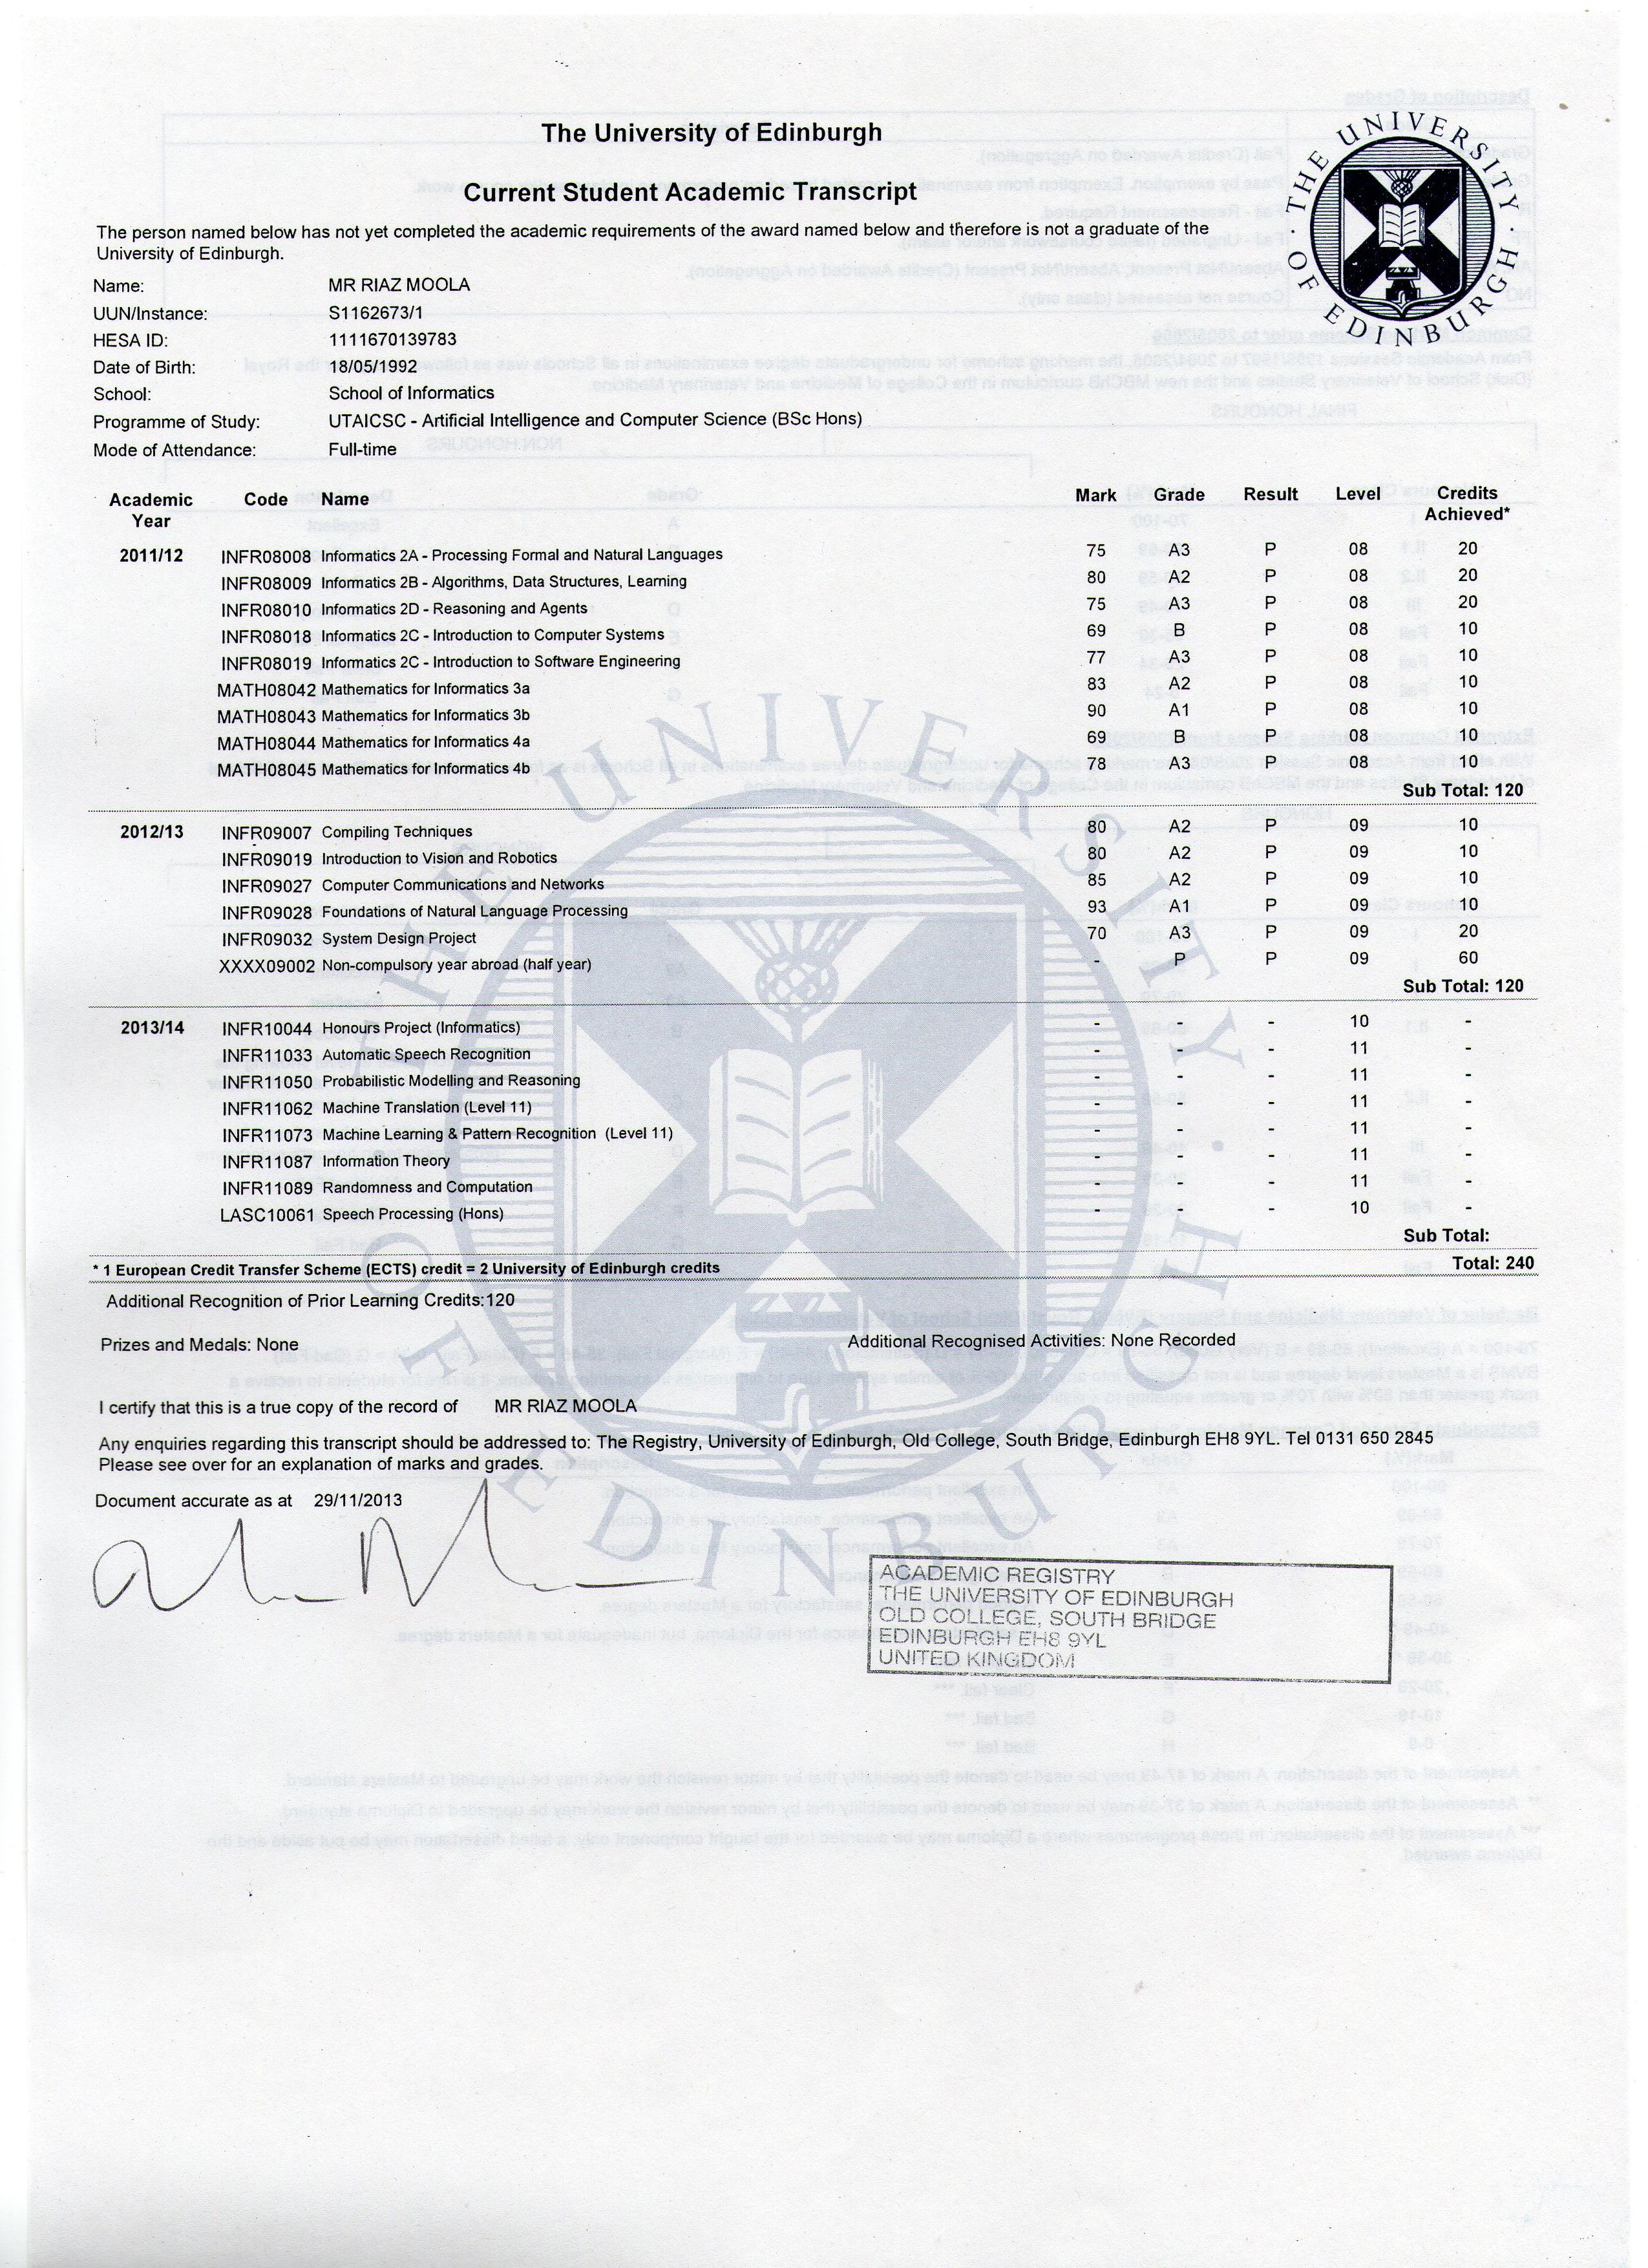 The University of Edinburgh
THE UNIVERSITY OF EDINBURGH
Current Student Academic Transcript
The person named below has not yet completed the academic requirements of the award named below and therefore is not a graduate of the
University of Edinburgh.
Name: MR RIAZ MOOLA
UUN/Instance: S1162673/1
HESA ID: 1111670139783
Date of Birth: 18/05/1992
School: School of Informatics
Programme of Study: UTAICSC - Artificial Intelligence and Computer Science (BSc Hons)
Mode of Attendance: Full-time
Academic Year Code Name Mark Grade Result Level Credits Achieved*
2011/12 INFR08008 Informatics 2A - Processing Formal and Natural Languages 75 A3 P 08 20
INFR08009 Informatics 2B - Algorithms, Data Structures, Learning 80 A2 P 08 20
INFR08010 Informatics 2D - Reasoning and Agents 75 A3 P 08 20
INFR08018 Informatics 2C - Introduction to Computer Systems 69 B P 08 10
INFR08019 Informatics 2C - Introduction to Software Engineering 77 A3 P 08 10
MATH08042 Mathematics for Informatics 3a 83 A2 P 08 10
MATH08043 Mathematics for Informatics 3b 90 A1 P 08 10
MATH08044 Mathematics for Informatics 4a 69 B P 08 10
MATH08045 Mathematics for Informatics 4b 78 A3 P 08 10
Sub Total: 120
2012/13 INFR09007 Compiling Techniques 80 A2 P 09 10
INFR09019 Introduction to Vision and Robotics 80 A2 P 09 10
INFR09027 Computer Communications and Networks 85 A2 P 09 10
INFR09028 Foundations of Natural Language Processing 93 A1 P 09 10
INFR09032 System Design Project 70 A3 P 09 20
XXXX09002 Non-compulsory year abroad (half year) - P P 09 60
Sub Total: 120
2013/14 INFR10044 Honours Project (Informatics) - - - 10 -
INFR11033 Automatic Speech Recognition - - - 11 -
INFR11050 Probabilistic Modelling and Reasoning - - - 11 -
INFR11062 Machine Translation (Level 11) - - - 11 -
INFR11073 Machine Learning & Pattern Recognition (Level 11) - - - 11 -
INFR11087 Information Theory - - - 11 -
INFR11089 Randomness and Computation - - - 11 -
LASC10061 Speech Processing (Hons) - - - 10 -
Sub Total:
* 1 European Credit Transfer Scheme (ECTS) credit = 2 University of Edinburgh credits Total: 240
Additional Recognition of Prior Learning Credits:120
Prizes and Medals: None Additional Recognised Activities: None Recorded
I certify that this is a true copy of the record of MR RIAZ MOOLA
Any enquiries regarding this transcript should be addressed to: The Registry, University of Edinburgh, Old College, South Bridge, Edinburgh EH8 9YL. Tel 0131 650 2845
Please see over for an explanation of marks and grades.
Document accurate as at 29/11/2013
ACADEMIC REGISTRY
THE UNIVERSITY OF EDINBURGH
OLD COLLEGE, SOUTH BRIDGE
EDINBURGH EH8 9YL
UNITED KINGDOM
THE UNIVERSITY OF EDINBURGH